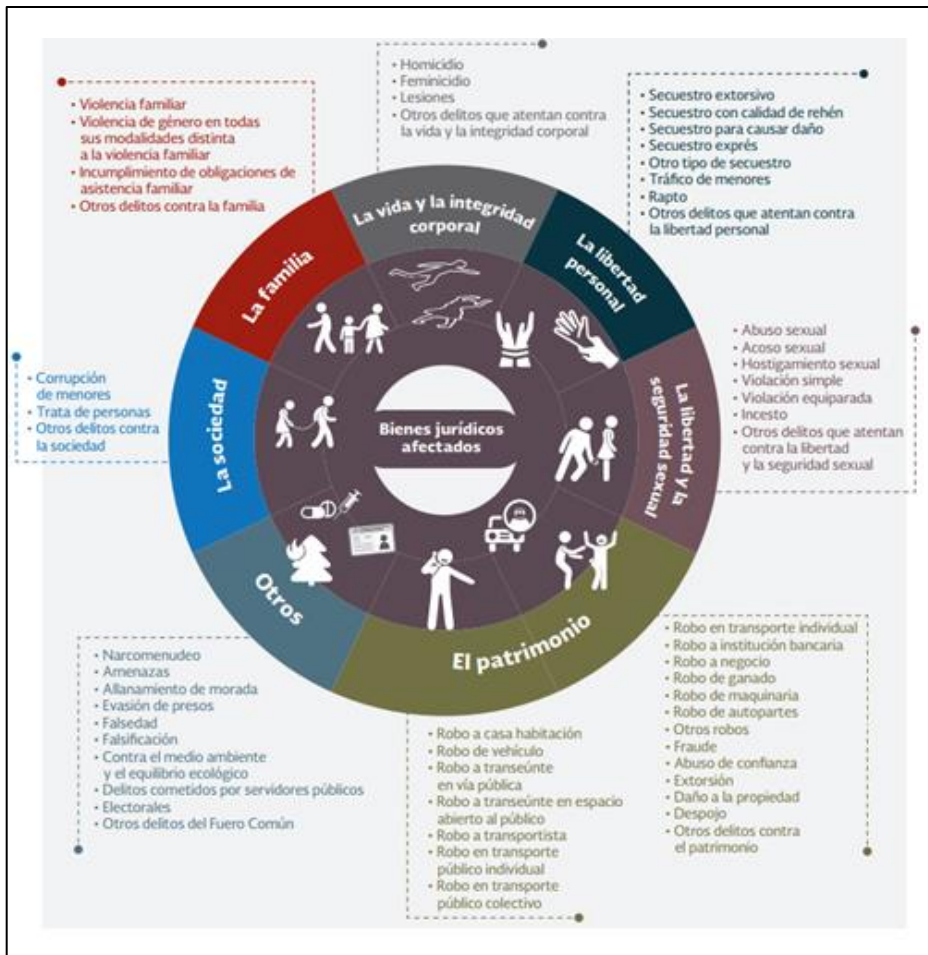 • Homicidio
• Feminicidio
• Lesiones
• Otros delitos que atentan contra
la vida y la integridad corporal
• Violencia familiar
• Violencia de género en todas
sus modalidades distinta
a la violencia familiar
• Incumplimiento de obligaciones de
asistencia familiar
• Otros delitos contra la familia
• Secuestro extorsivo
• Secuestro con calidad de rehén
• Secuestro para causar daño
• Secuestro exprés
• Otro tipo de secuestro
• Tráfico de menores
• Rapto
• Otros delitos que atentan contra
la libertad personal
La vida y la integridad
corporal
La familia
La libertad
personal
• Abuso sexual
• Acoso sexual
• Hostigamiento sexual
• Violación simple
• Violación equiparada
• Incesto
• Otros delitos que atentan
contra la libertad
y la seguridad sexual
• Corrupción
de menores
• Trata de personas
• Otros delitos contra
la sociedad
La sociedad
Bienes jurídicos
afectados
La libertad y la
seguridad sexual
Otros
El patrimonio
• Narcomenudeo
• Amenazas
• Allanamiento de morada
• Evasión de presos
• Falsedad
• Falsificación
• Contra el medio ambiente
y el equilibrio ecológico
• Delitos cometidos por servidores públicos
• Electorales
• Otros delitos del Fuero Común
• Robo a casa habitación
• Robo de vehículo
• Robo a transeúnte
en vía pública
• Robo a transeúnte en espacio
abierto al público
• Robo a transportista
• Robo en transporte
público individual
• Robo en transporte
público colectivo
• Robo en transporte individual
• Robo a institución bancaria
• Robo a negocio
• Robo de ganado
• Robo de maquinaria
• Robo de autopartes
• Otros robos
• Fraude
• Abuso de confianza
• Extorsión
• Daño a la propiedad
• Despojo
• Otros delitos contra
el patrimonio